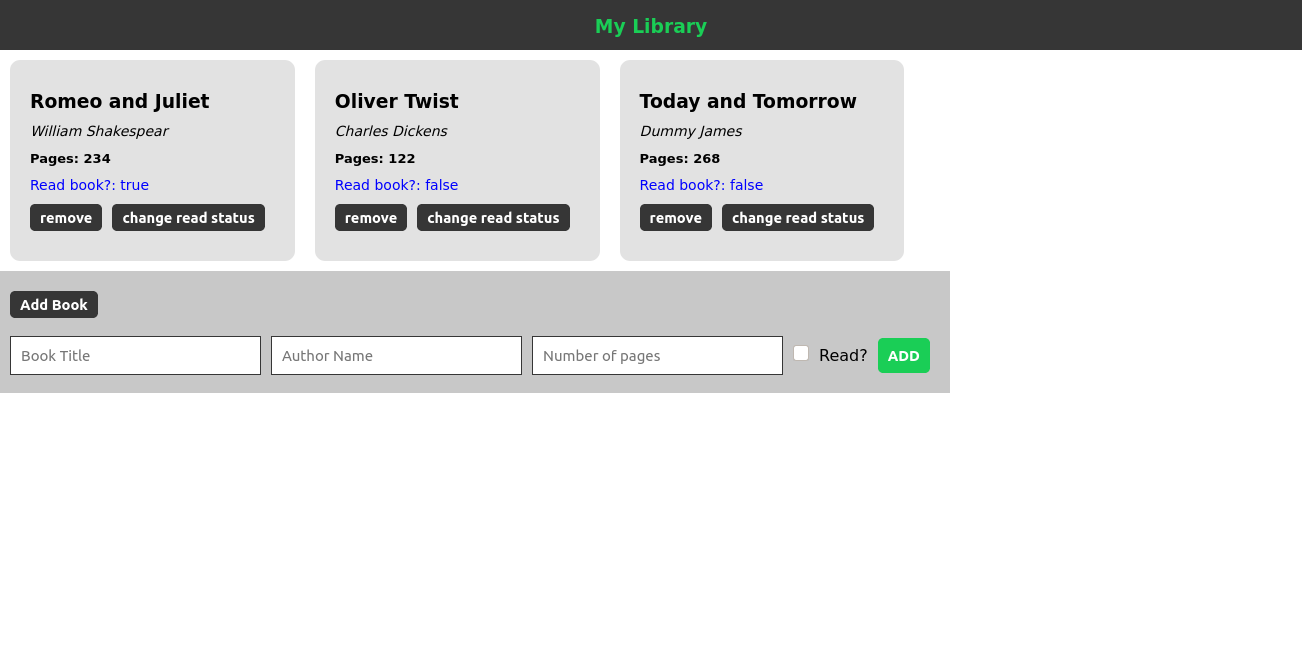 My Library
Romeo and Juliet
William Shakespear
Pages: 234
Read book?: true
remove change read status
Oliver Twist
Charles Dickens
Pages: 122
Read book?: false
remove change read status
Today and Tomorrow
Dummy James
Pages: 268
Read book?: false
remove change read status
Add Book
Book Title Author Name Number of pages Read? ADD